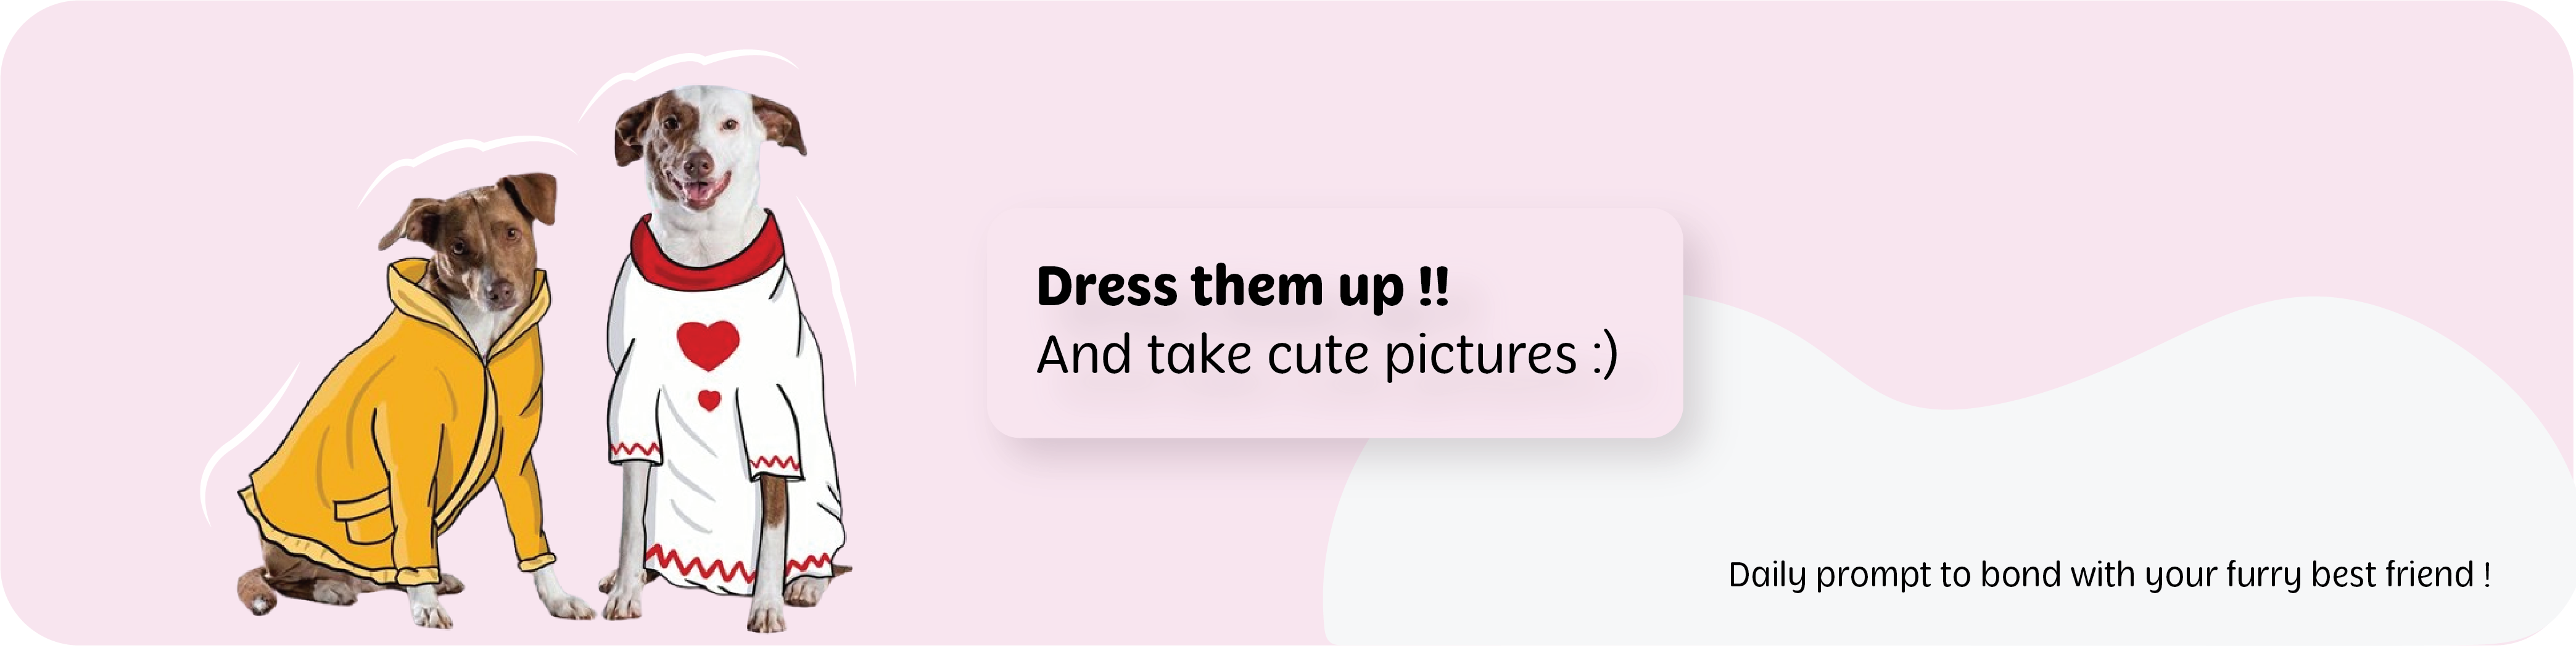 Dress them up !!
And take cute pictures :)
Daily prompt to bond with your furry best friend !